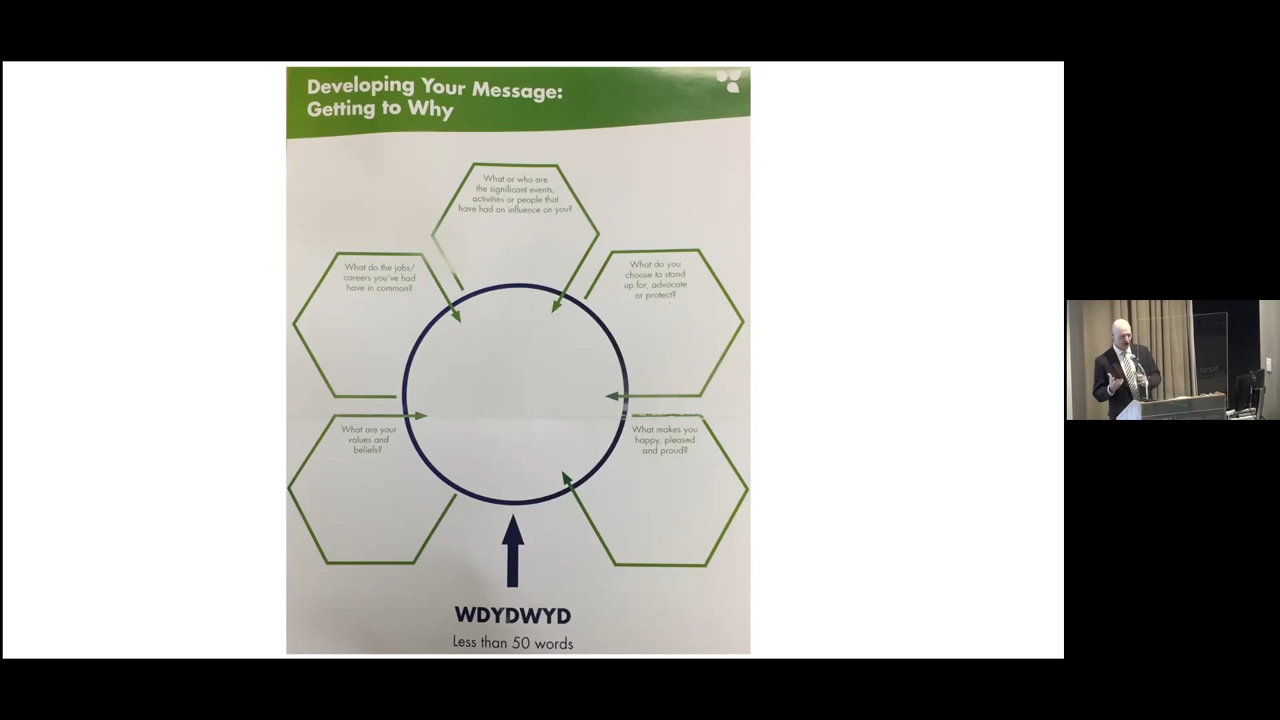 Developing Your Message:
Getting to Why
What or who are
the significant events,
activities or people that
have had an influence on you?
What do the jobs/
careers you've had
have in common?
What do you
choose to stand
up for, advocate
or protect?
What are your
values and
beliefs?
What makes you
happy, pleased
and proud?
WDYDWYD
Less than 50 words